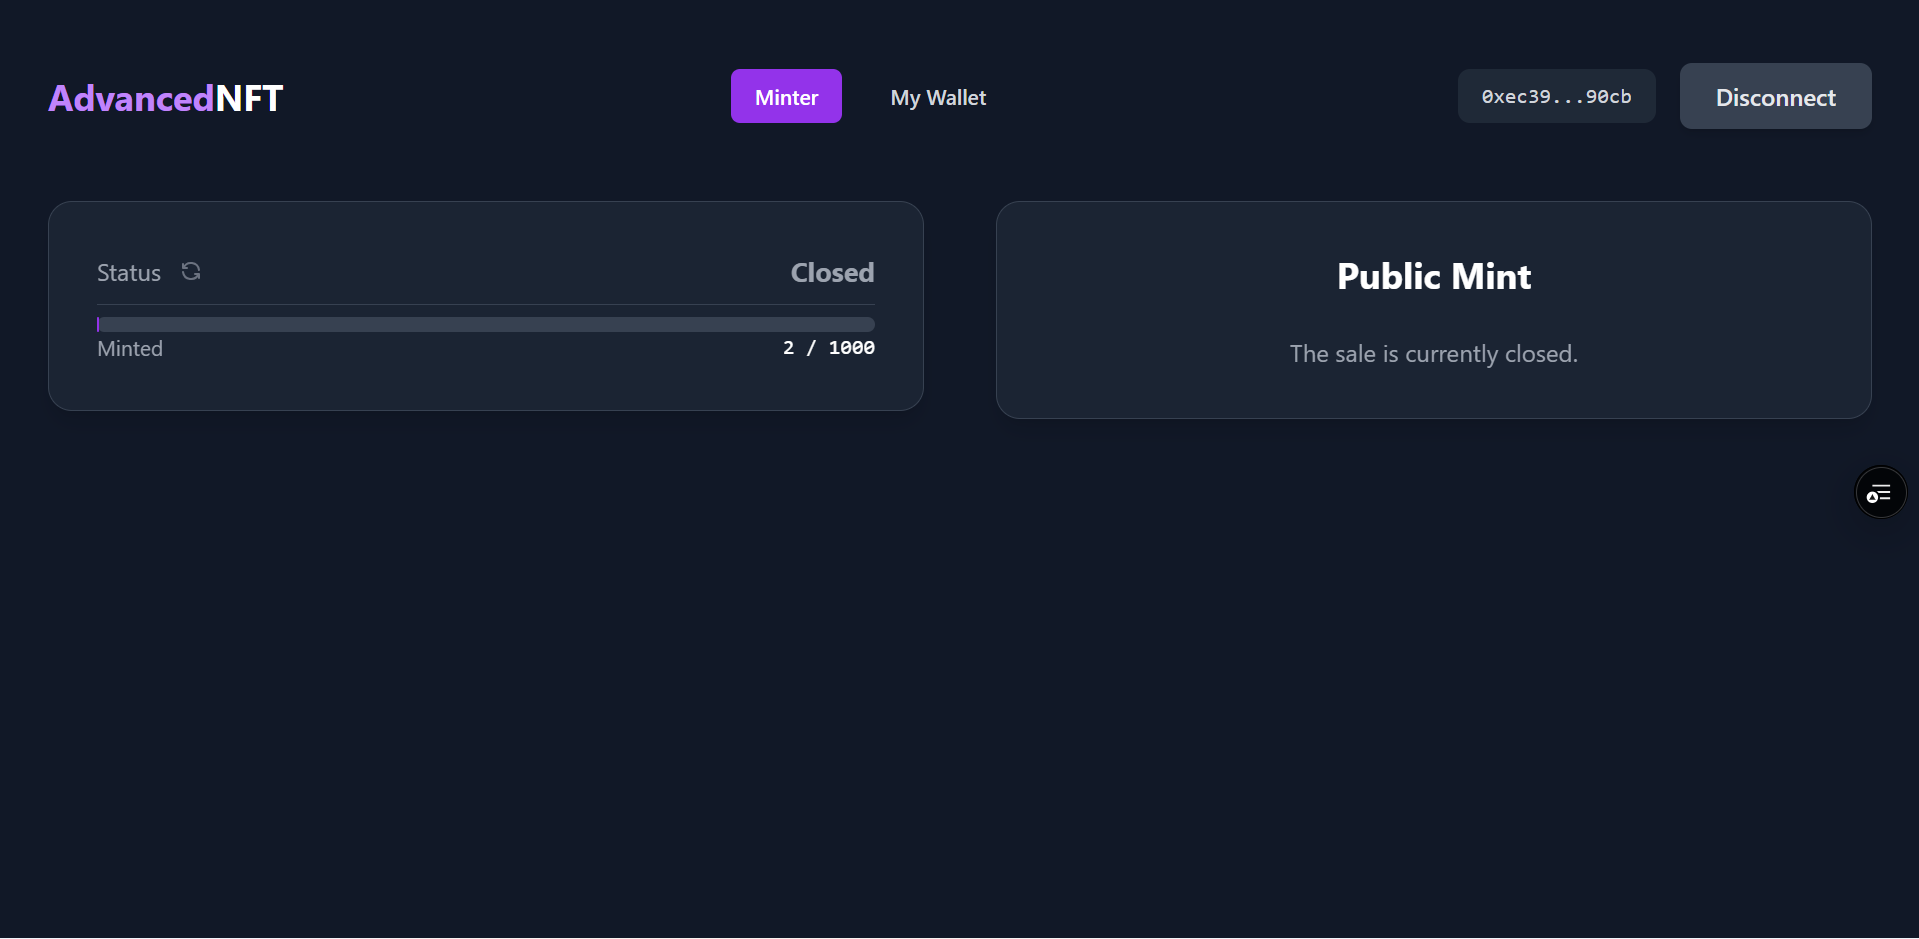 AdvancedNFT
Minter
My Wallet
0xec39...90cb
Disconnect
Status
Closed
Minted
2 / 1000
Public Mint
The sale is currently closed.